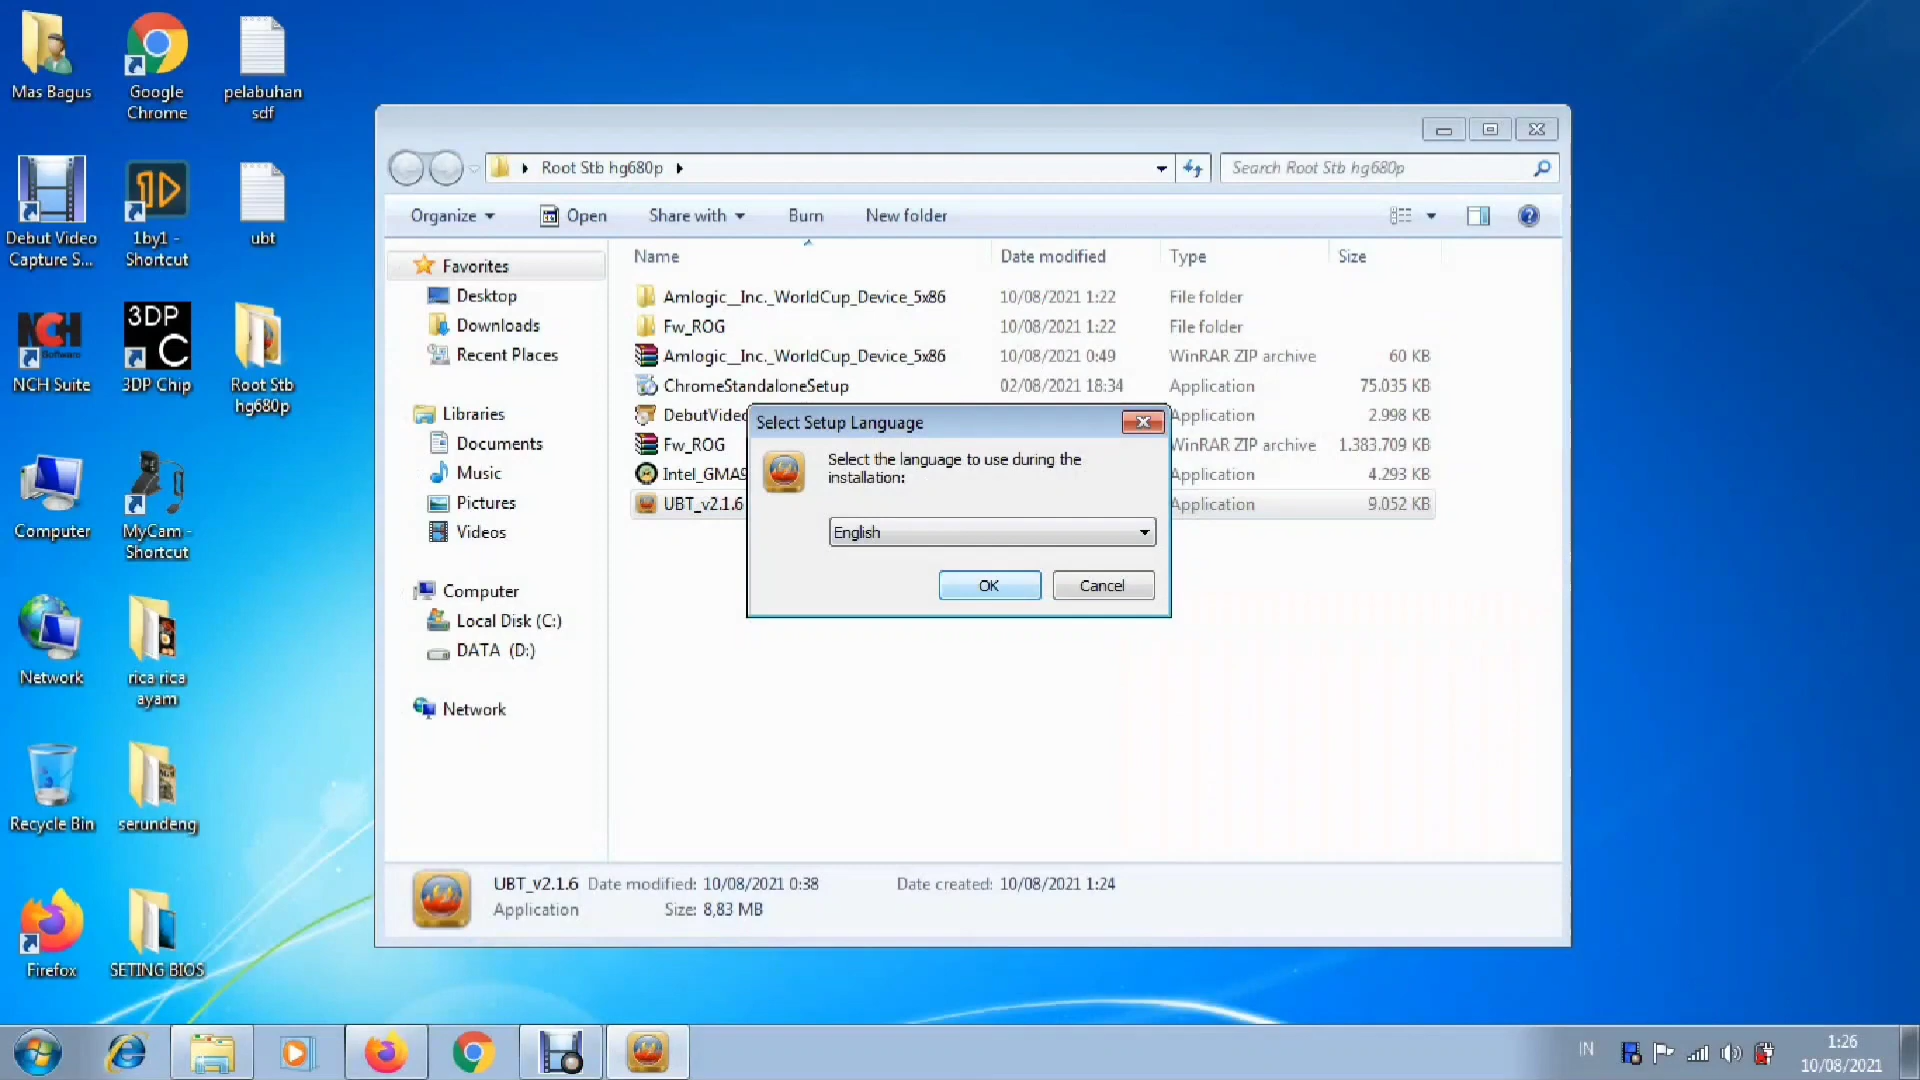 Mas Bagus
Google
Chrome
pelabuhan
sdf
Debut Video
Capture S...
1by1 -
Shortcut
ubt
NCH
Software
NCH Suite
3DP
C
3DP Chip
Root Stb
hg680p
Computer
MyCam -
Shortcut
Network
rica rica
ayam
Recycle Bin
serundeng
Firefox
SETING BIOS
Root Stb hg680p
Search Root Stb hg680p
Organize
Open
Share with
Burn
New folder
Favorites
Desktop
Downloads
Recent Places
Libraries
Documents
Music
Pictures
Videos
Computer
Local Disk (C:)
DATA (D:)
Network
Name Date modified Type Size
Amlogic__Inc._WorldCup_Device_5x86 10/08/2021 1:22 File folder
Fw_ROG 10/08/2021 1:22 File folder
Amlogic__Inc._WorldCup_Device_5x86 10/08/2021 0:49 WinRAR ZIP archive 60 KB
ChromeStandaloneSetup 02/08/2021 18:34 Application 75.035 KB
DebutVideo Application 2.998 KB
Fw_ROG WinRAR ZIP archive 1.383.709 KB
Intel_GMA9 Application 4.293 KB
UBT_v2.1.6 Application 9.052 KB
Select Setup Language
Select the language to use during the
installation:
English
OK
Cancel
UBT_v2.1.6 Date modified: 10/08/2021 0:38 Date created: 10/08/2021 1:24
Application Size: 8,83 MB
IN
1:26
10/08/2021